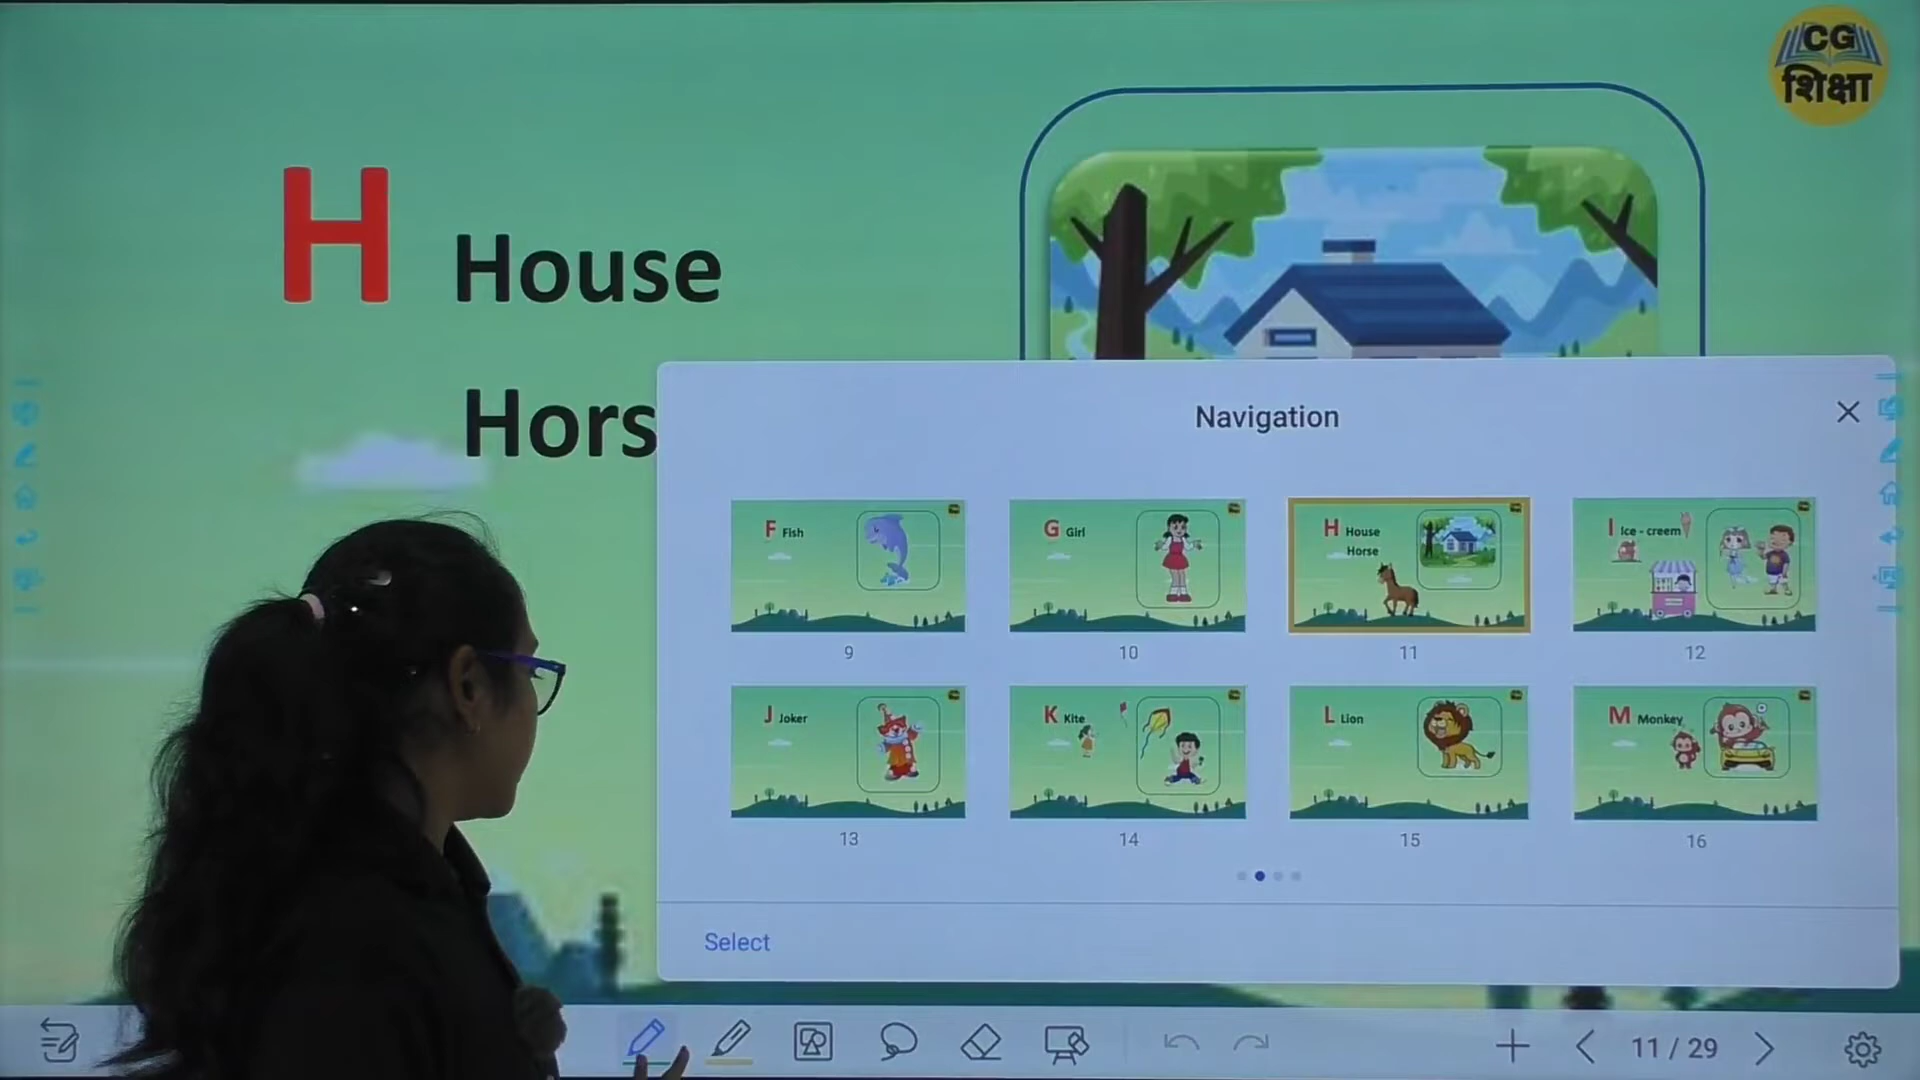 CG
शिक्षा
H House
Hors
Navigation
F Fish
G Girl
H House
Horse
I Ice - creem
9
10
11
12
J Joker
K Kite
L Lion
M Monkey
13
14
15
16
Select
11 / 29